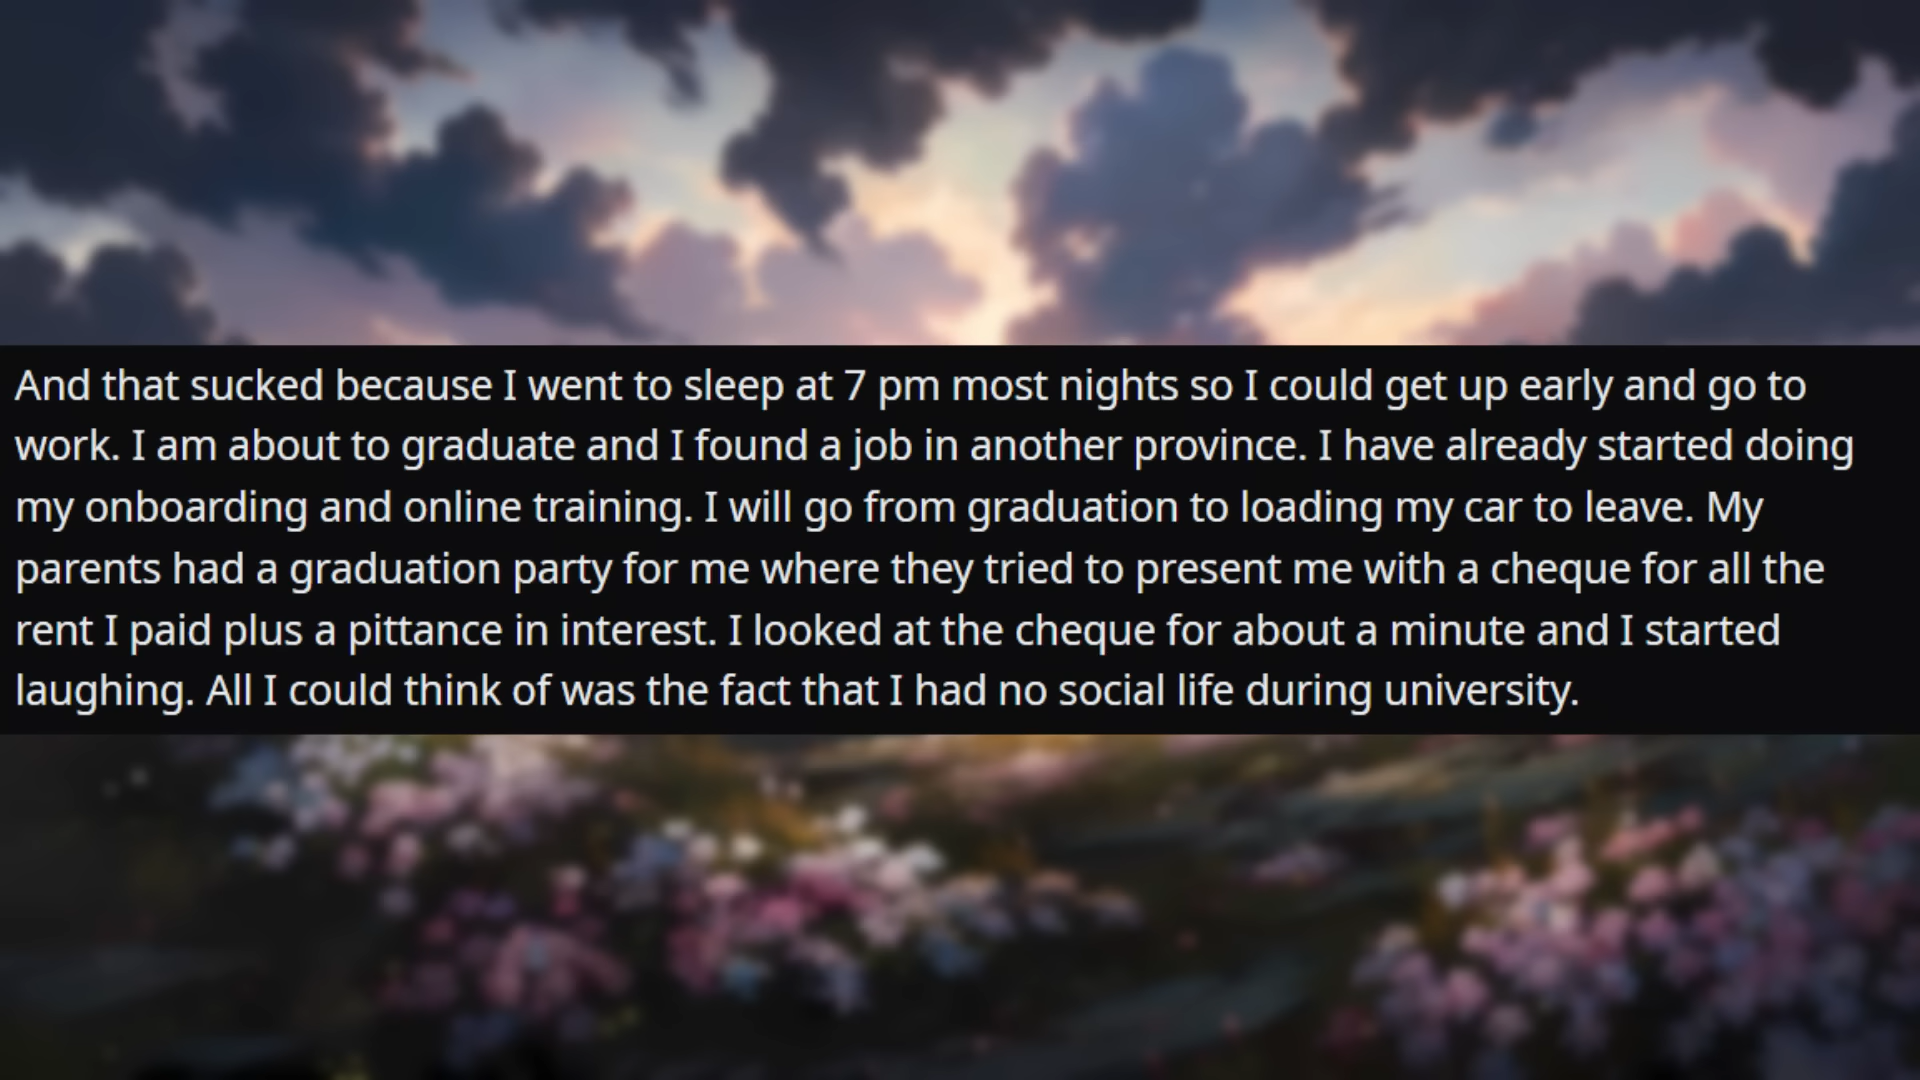 And that sucked because I went to sleep at 7 pm most nights so I could get up early and go to
work. I am about to graduate and I found a job in another province. I have already started doing
my onboarding and online training. I will go from graduation to loading my car to leave. My
parents had a graduation party for me where they tried to present me with a cheque for all the
rent I paid plus a pittance in interest. I looked at the cheque for about a minute and I started
laughing. All I could think of was the fact that I had no social life during university.